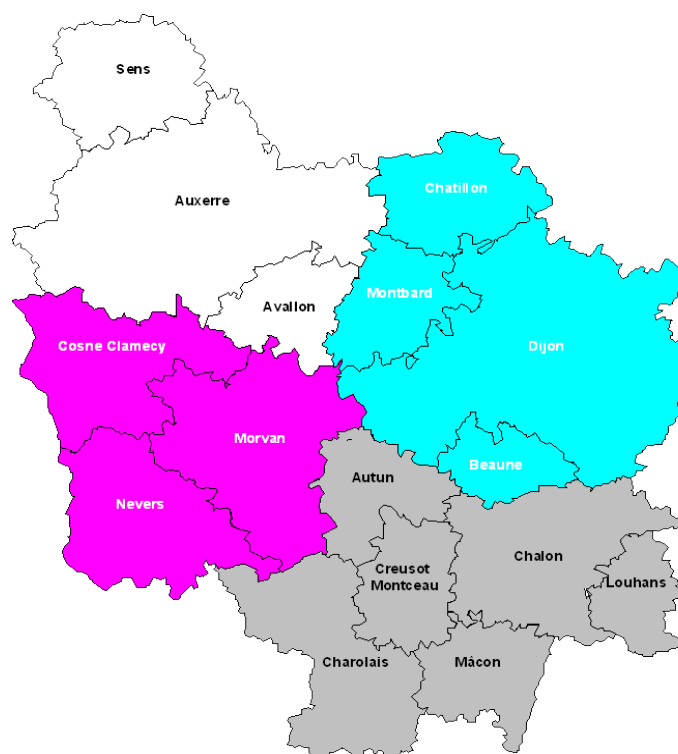 Sens
Chatillon
Auxerre
Montbard
Avallon
Cosne Clamecy
Dijon
Morvan
Beaune
Autun
Nevers
Chalon
Creusot
Montceau
Louhans
Charolais
Mâcon